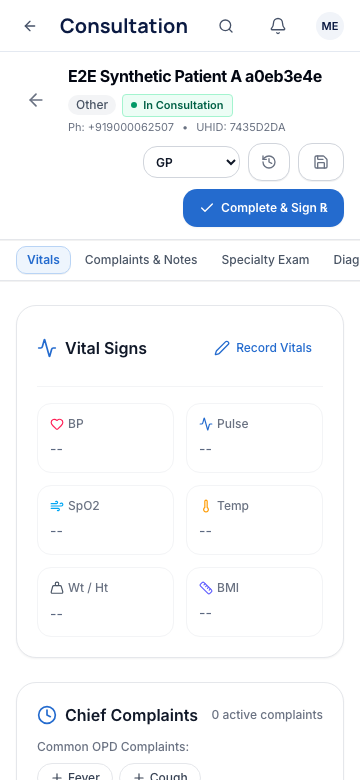 Consultation
ME
E2E Synthetic Patient A a0eb3e4e
Other
In Consultation
Ph: +919000062507 • UHID: 7435D2DA
GP
Complete & Sign ℞
Vitals
Complaints & Notes
Specialty Exam
Diag
Vital Signs
Record Vitals
BP
--
Pulse
--
SpO2
--
Temp
--
Wt / Ht
--
BMI
--
Chief Complaints
0 active complaints
Common OPD Complaints:
+ Fever
+ Cough